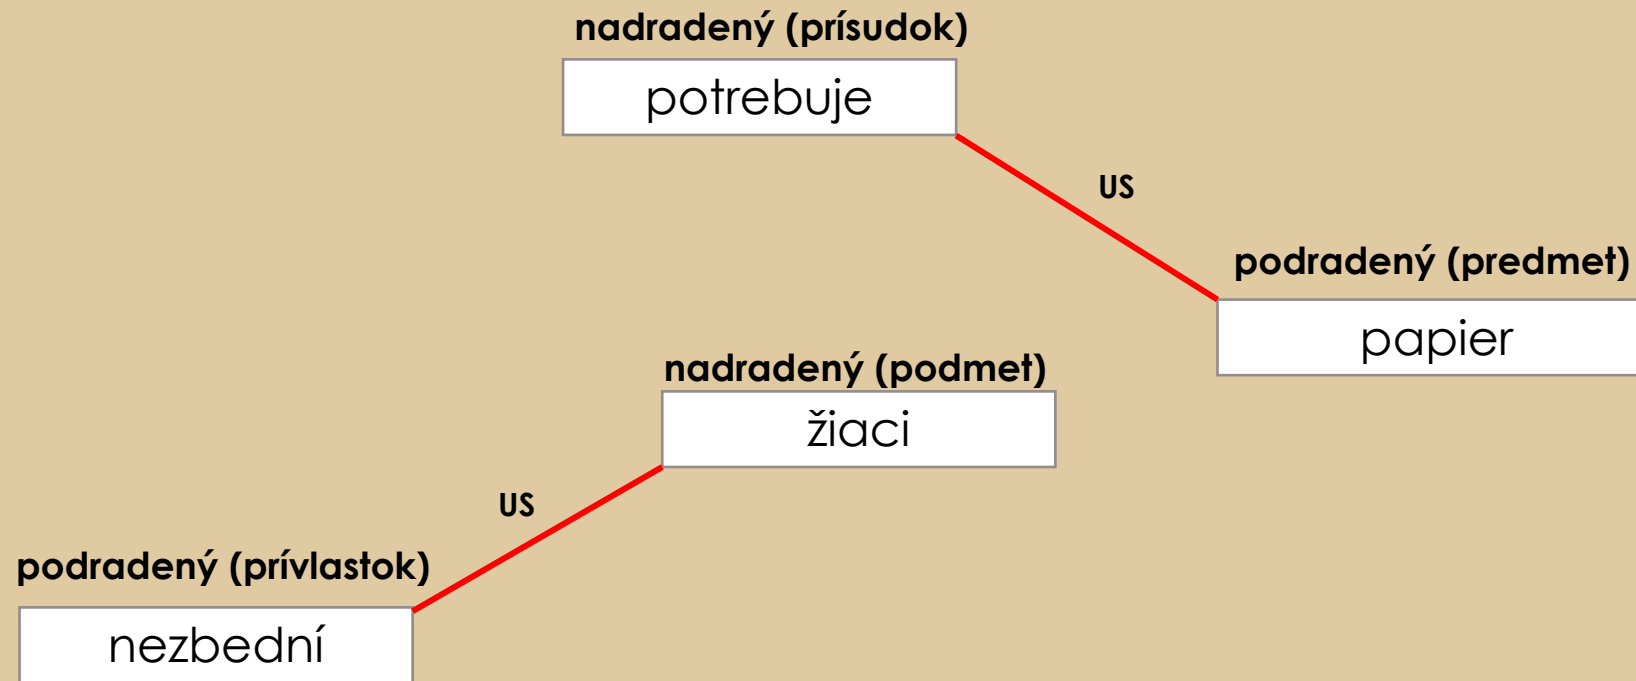 nadradený (prísudok)
potrebuje
US
podradený (predmet)
papier
nadradený (podmet)
žiaci
US
podradený (prívlastok)
nezbední